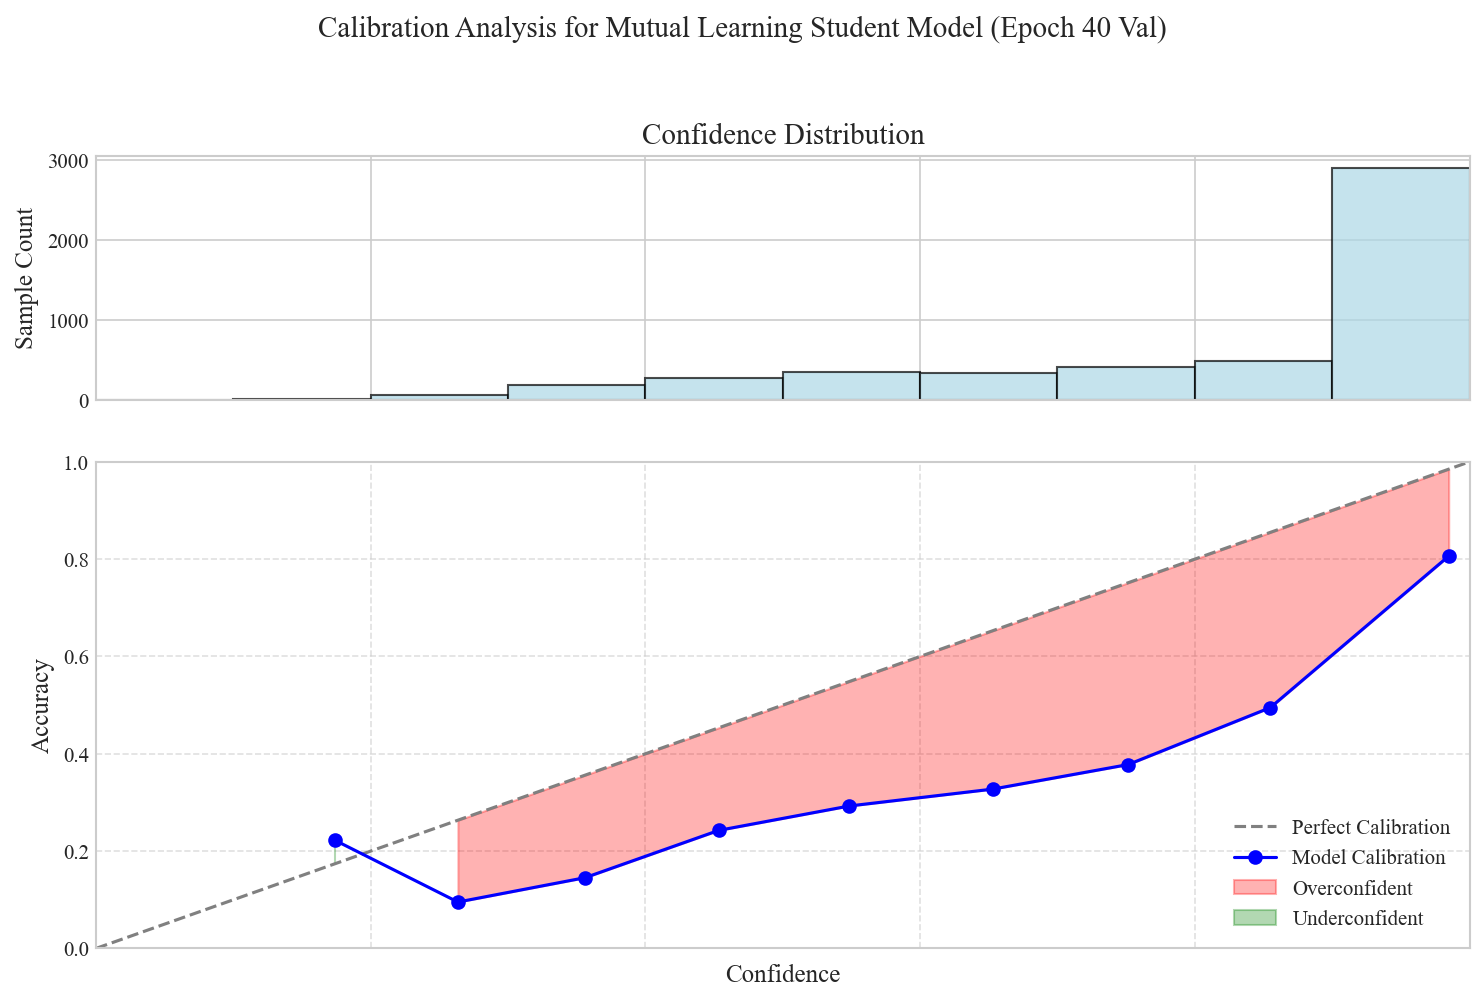 Calibration Analysis for Mutual Learning Student Model (Epoch 40 Val)
Confidence Distribution
Sample Count
3000
2000
1000
0
Accuracy
1.0
0.8
0.6
0.4
0.2
0.0
Perfect Calibration
Model Calibration
Overconfident
Underconfident
Confidence